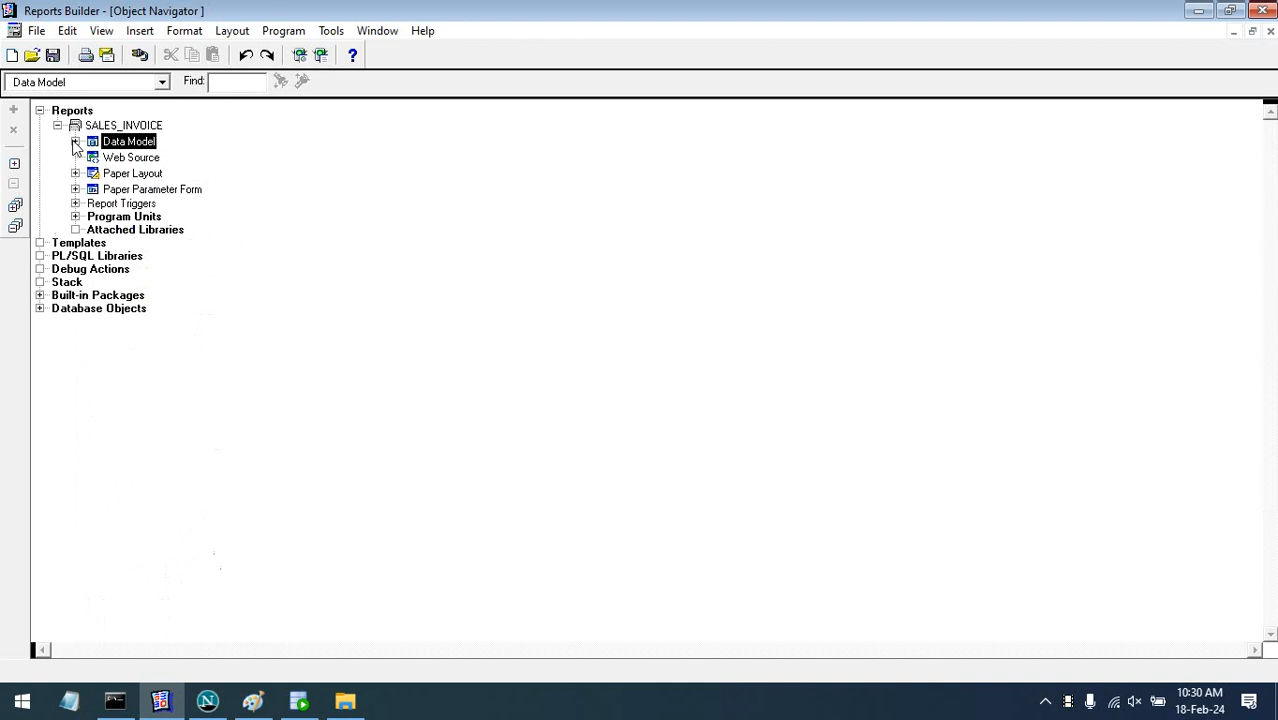 Reports Builder - [Object Navigator ]
File Edit View Insert Format Layout Program Tools Window Help
Data Model Find:
Reports
SALES_INVOICE
Data Model
Web Source
Paper Layout
Paper Parameter Form
Report Triggers
Program Units
Attached Libraries
Templates
PL/SQL Libraries
Debug Actions
Stack
Built-in Packages
Database Objects
10:30 AM
18-Feb-24